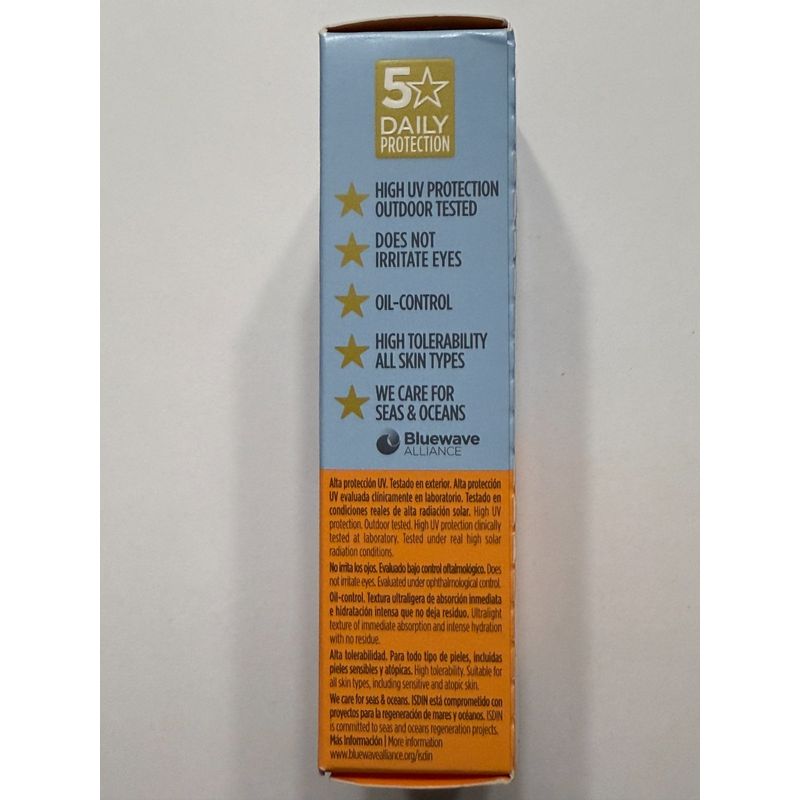 5
DAILY
PROTECTION
HIGH UV PROTECTION
OUTDOOR TESTED
DOES NOT
IRRITATE EYES
OIL-CONTROL
HIGH TOLERABILITY
ALL SKIN TYPES
WE CARE FOR
SEAS & OCEANS
Bluewave
ALLIANCE
Alta protección UV. Testado en exterior. Alta protección
UV evaluada clínicamente en laboratorio. Testado en
condiciones reales de alta radiación solar. High UV
protection. Outdoor tested. High UV protection clinically
tested at laboratory. Tested under real high solar
radiation conditions.
No irrita los ojos. Evaluado bajo control oftalmológico. Does
not irritate eyes. Evaluated under ophthalmological control.
Oil-control. Textura ultraligera de absorción inmediata
e hidratación intensa que no deja residuo. Ultralight
texture of immediate absorption and intense hydration
with no residue.
Alta tolerabilidad. Para todo tipo de pieles, incluidas
pieles sensibles y atópicas. High tolerability. Suitable for
all skin types, including sensitive and atopic skin.
We care for seas & oceans. ISDIN está comprometido con
proyectos para la regeneración de mares y océanos. ISDIN
is committed to seas and oceans regeneration projects.
Más información | More information
www.bluewavealliance.org/isdin